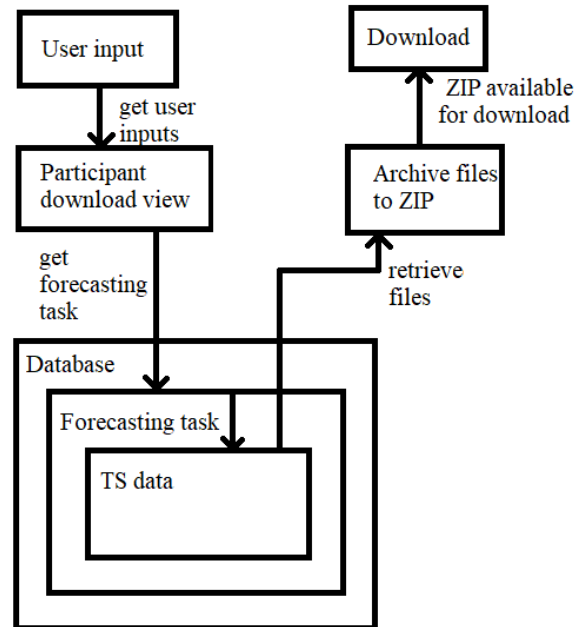 User input
get user
inputs
Participant
download view
get
forecasting
task
Database
Forecasting task
TS data
retrieve
files
Archive files
to ZIP
ZIP available
for download
Download